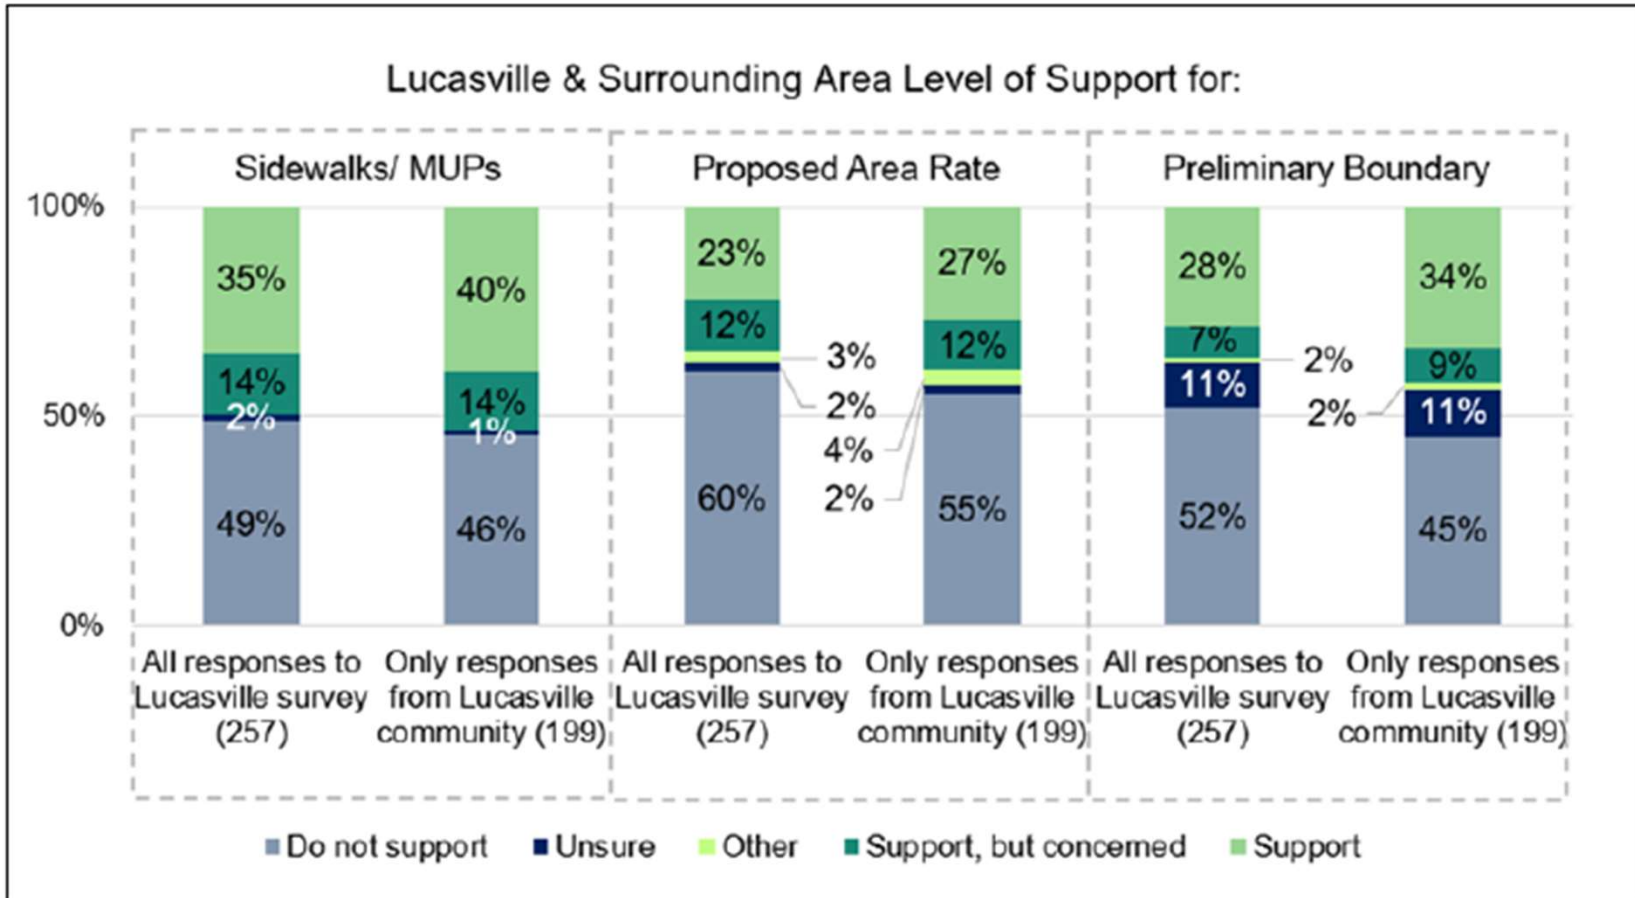 Lucasville & Surrounding Area Level of Support for:
Sidewalks/ MUPs
Proposed Area Rate
Preliminary Boundary
100%
50%
0%
35%
14%
2%
49%
40%
14%
1%
46%
23%
12%
3%
2%
60%
27%
12%
4%
2%
55%
28%
7%
2%
11%
52%
34%
9%
2%
11%
45%
All responses to
Lucasville survey
(257)
Only responses
from Lucasville
community (199)
All responses to
Lucasville survey
(257)
Only responses
from Lucasville
community (199)
All responses to
Lucasville survey
(257)
Only responses
from Lucasville
community (199)
Do not support
Unsure
Other
Support, but concerned
Support